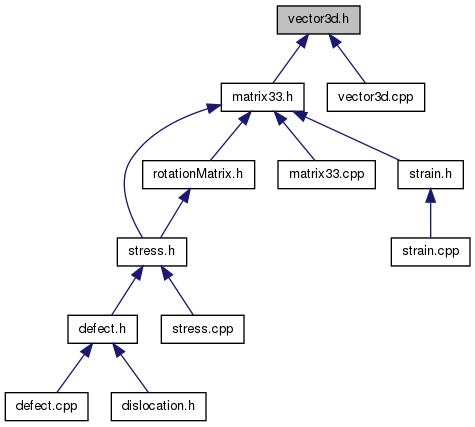 vector3d.h
matrix33.h
vector3d.cpp
rotationMatrix.h
matrix33.cpp
strain.h
stress.h
strain.cpp
defect.h
stress.cpp
defect.cpp
dislocation.h